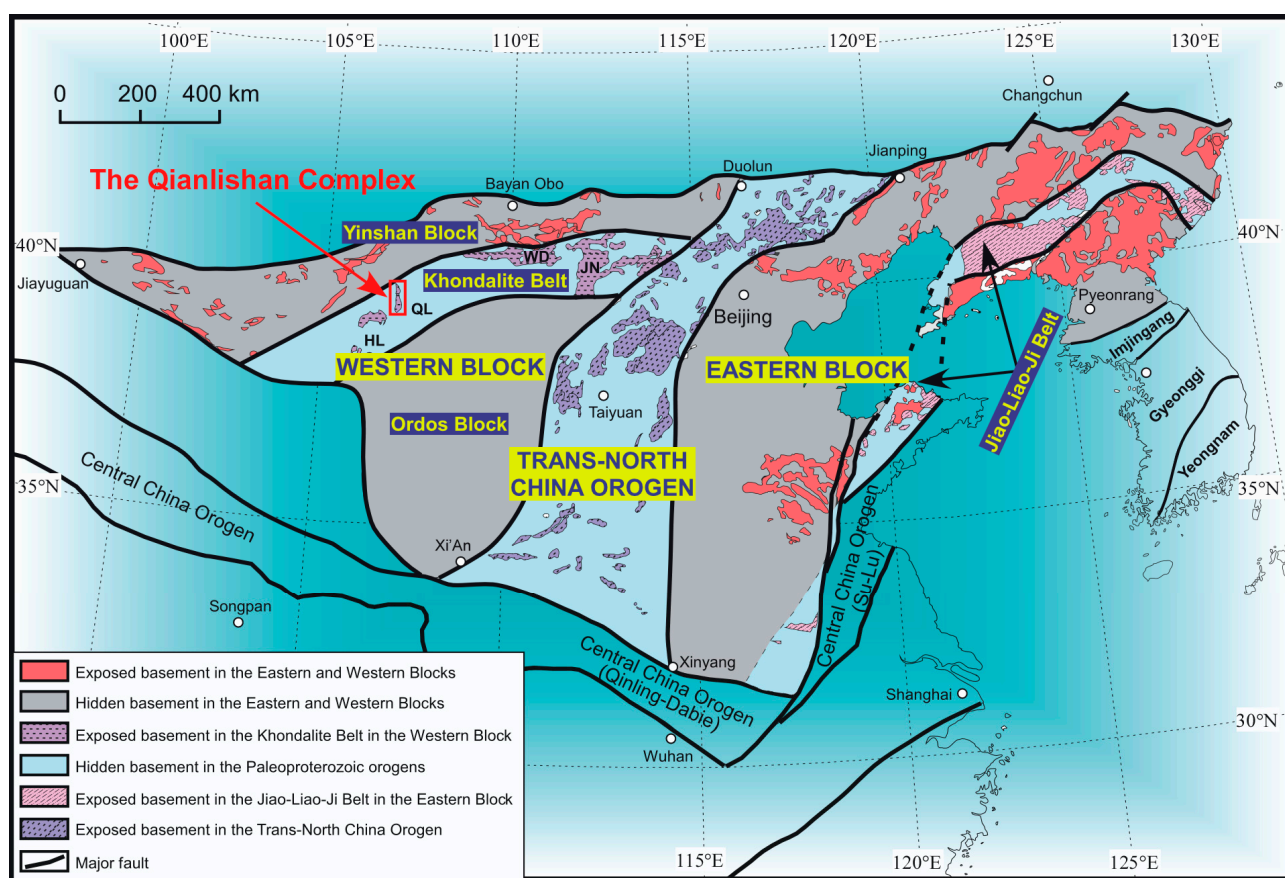 100°E
105°E
110°E
115°E
120°E
125°E
130°E
0 200 400 km
Changchun
Duolun
Jianping
The Qianlishan Complex
Bayan Obo
Yinshan Block
40°N
40°N
Jiayuguan
WD
JN
Khondalite Belt
QL
HL
Beijing
Pyeonrang
Imjingang
Gyeonggi
Yeongnam
WESTERN BLOCK
EASTERN BLOCK
Jiao-Liao-Ji Belt
Taiyuan
Ordos Block
TRANS-NORTH
CHINA OROGEN
Central China Orogen
35°N
35°N
Xi'An
Songpan
Central China Orogen
(Su-Lu)
Xinyang
Central China Orogen
(Qinling-Dabie)
Shanghai
Wuhan
30°N
Exposed basement in the Eastern and Western Blocks
Hidden basement in the Eastern and Western Blocks
Exposed basement in the Khondalite Belt in the Western Block
Hidden basement in the Paleoproterozoic orogens
Exposed basement in the Jiao-Liao-Ji Belt in the Eastern Block
Exposed basement in the Trans-North China Orogen
Major fault
115°E
120°E
125°E